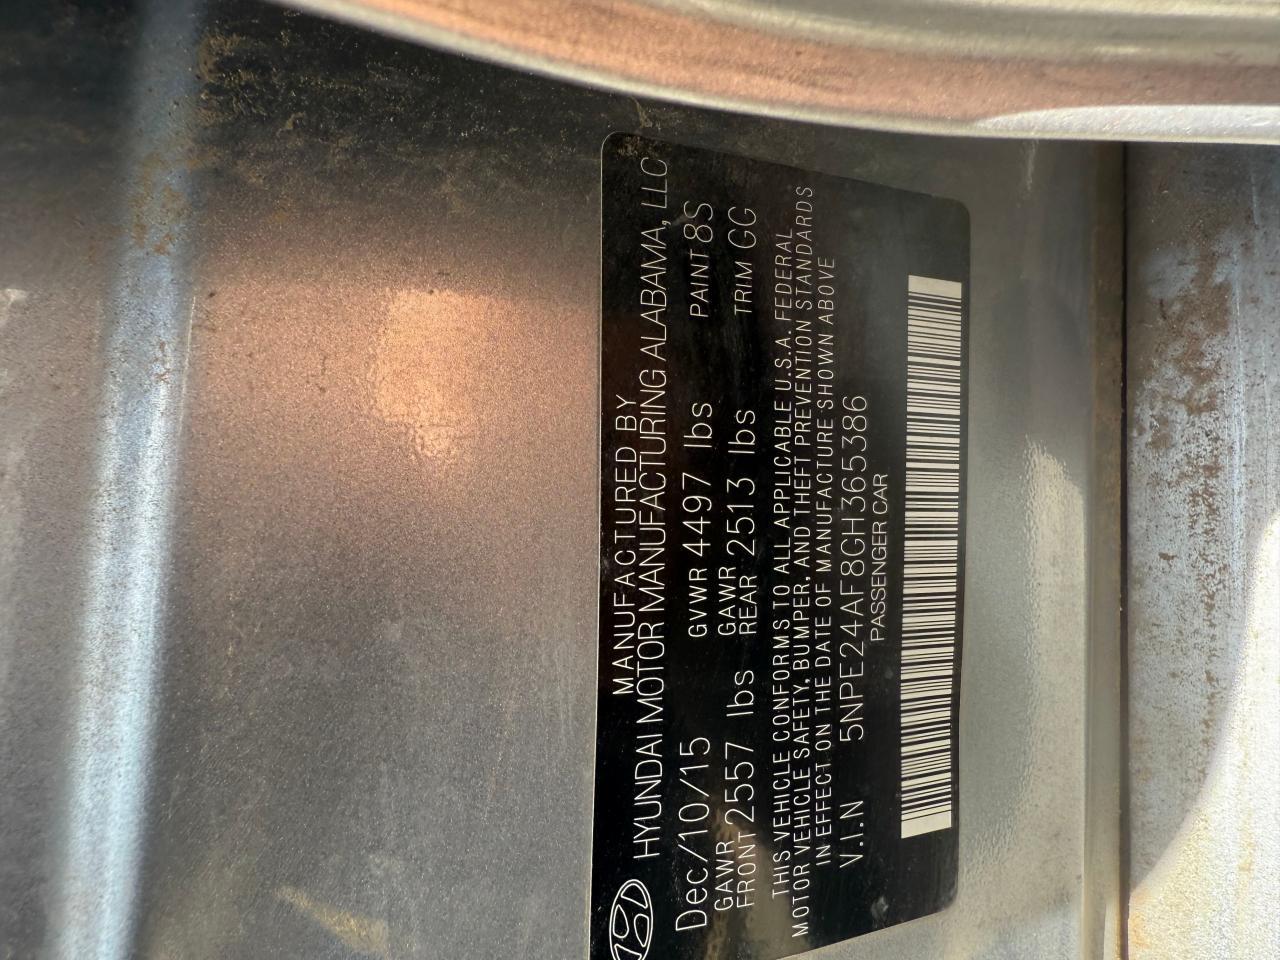 MANUFACTURED BY
HYUNDAI MOTOR MANUFACTURING ALABAMA, LLC
Dec/10/15 GVWR 4497 lbs PAINT 8S
GAWR FRONT 2557 lbs GAWR REAR 2513 lbs TRIM GG
THIS VEHICLE CONFORMS TO ALL APPLICABLE U.S.A. FEDERAL
MOTOR VEHICLE SAFETY, BUMPER, AND THEFT PREVENTION STANDARDS
IN EFFECT ON THE DATE OF MANUFACTURE SHOWN ABOVE
V.I.N 5NPE24AF8GH365386
PASSENGER CAR